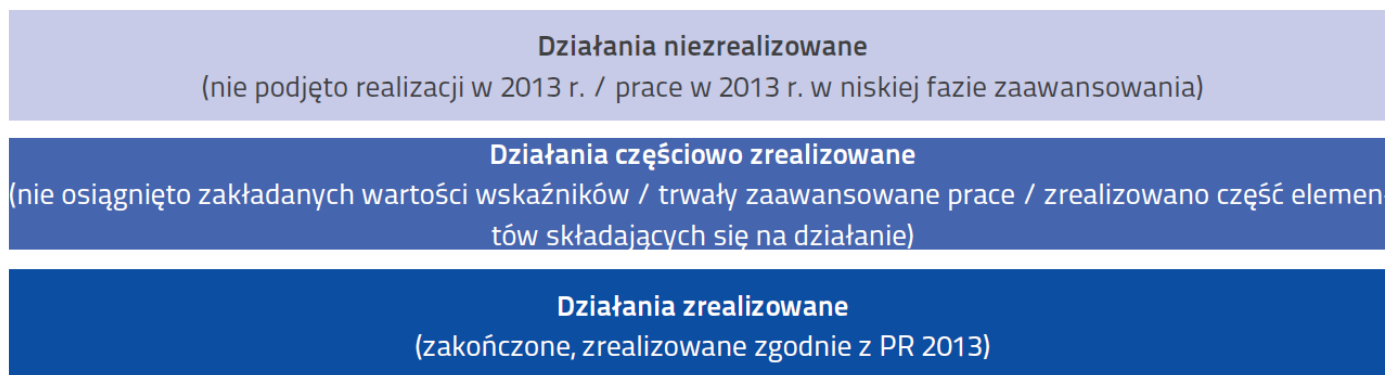 Działania niezrealizowane
(nie podjęto realizacji w 2013 r. / prace w 2013 r. w niskiej fazie zaawansowania)
Działania częściowo zrealizowane
(nie osiągnięto zakładanych wartości wskaźników / trwały zaawansowane prace / zrealizowano część elemen-
tów składających się na działanie)
Działania zrealizowane
(zakończone, zrealizowane zgodnie z PR 2013)